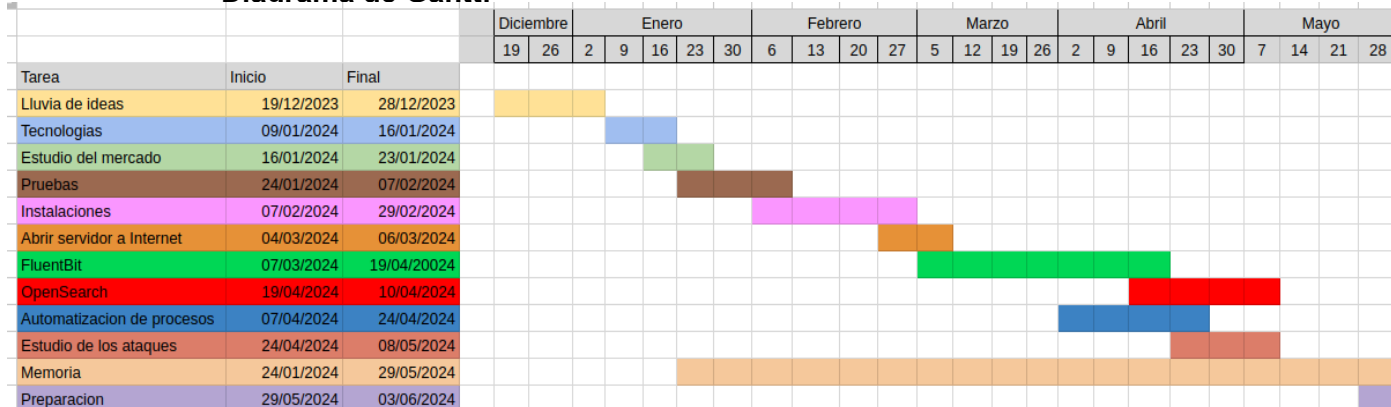 Diagrama de Gantt.
Diciembre Enero Febrero Marzo Abril Mayo
19 26 2 9 16 23 30 6 13 20 27 5 12 19 26 2 9 16 23 30 7 14 21 28
Tarea Inicio Final
Lluvia de ideas 19/12/2023 28/12/2023
Tecnologias 09/01/2024 16/01/2024
Estudio del mercado 16/01/2024 23/01/2024
Pruebas 24/01/2024 07/02/2024
Instalaciones 07/02/2024 29/02/2024
Abrir servidor a Internet 04/03/2024 06/03/2024
FluentBit 07/03/2024 19/04/20024
OpenSearch 19/04/2024 10/04/2024
Automatizacion de procesos 07/04/2024 24/04/2024
Estudio de los ataques 24/04/2024 08/05/2024
Memoria 24/01/2024 29/05/2024
Preparacion 29/05/2024 03/06/2024